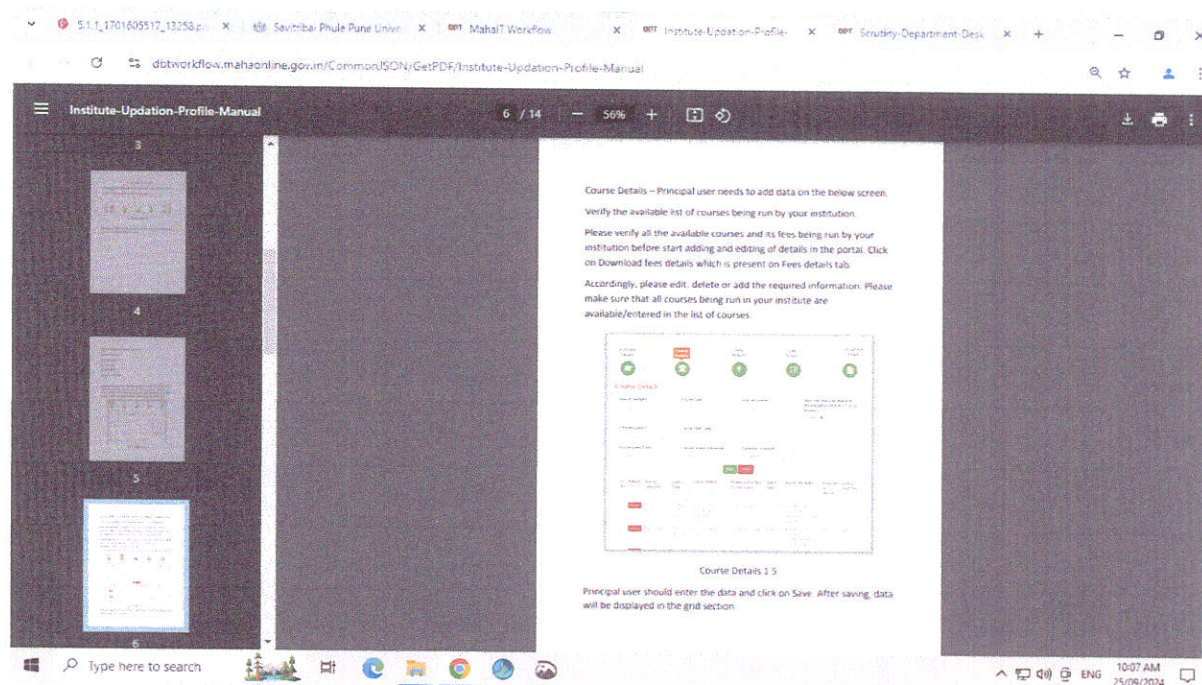 5.1.1_1701605517_13258.p
Savitribai Phule Pune Unive
DBT MahaIT Workflow
DBT Institute-Updation-Profile-
DBT Scrutiny-Department-Desk
dbtworkflow.mahaonline.gov.in/CommonJSON/GetPDF/Institute-Updation-Profile-Manual
Institute-Updation-Profile-Manual
6 / 14
56%
3
4
5
6
Course Details – Principal user needs to add data on the below screen.
Verify the available list of courses being run by your institution
Please verify all the available courses and its fees being run by your
institution before start adding and editing of details in the portal. Click
on Download fees details which is present on Fees details tab.
Accordingly, please edit, delete or add the required information. Please
make sure that all courses being run in your institute are
available/entered in the list of courses.
Course Details 1.5
Principal user should enter the data and click on Save. After saving, data
will be displayed in the grid section
Type here to search
ENG
10:07 AM
25/09/2024